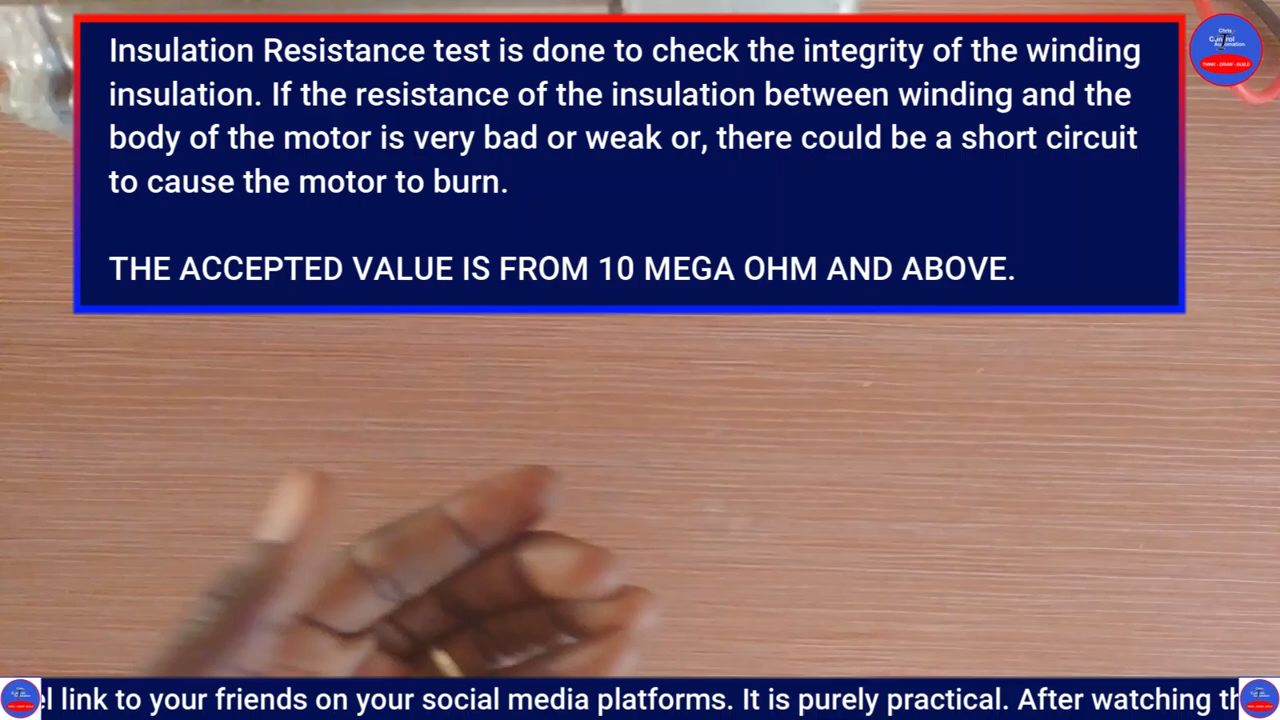 Insulation Resistance test is done to check the integrity of the winding
insulation. If the resistance of the insulation between winding and the
body of the motor is very bad or weak or, there could be a short circuit
to cause the motor to burn.
THE ACCEPTED VALUE IS FROM 10 MEGA OHM AND ABOVE.
link to your friends on your social media platforms. It is purely practical. After watching